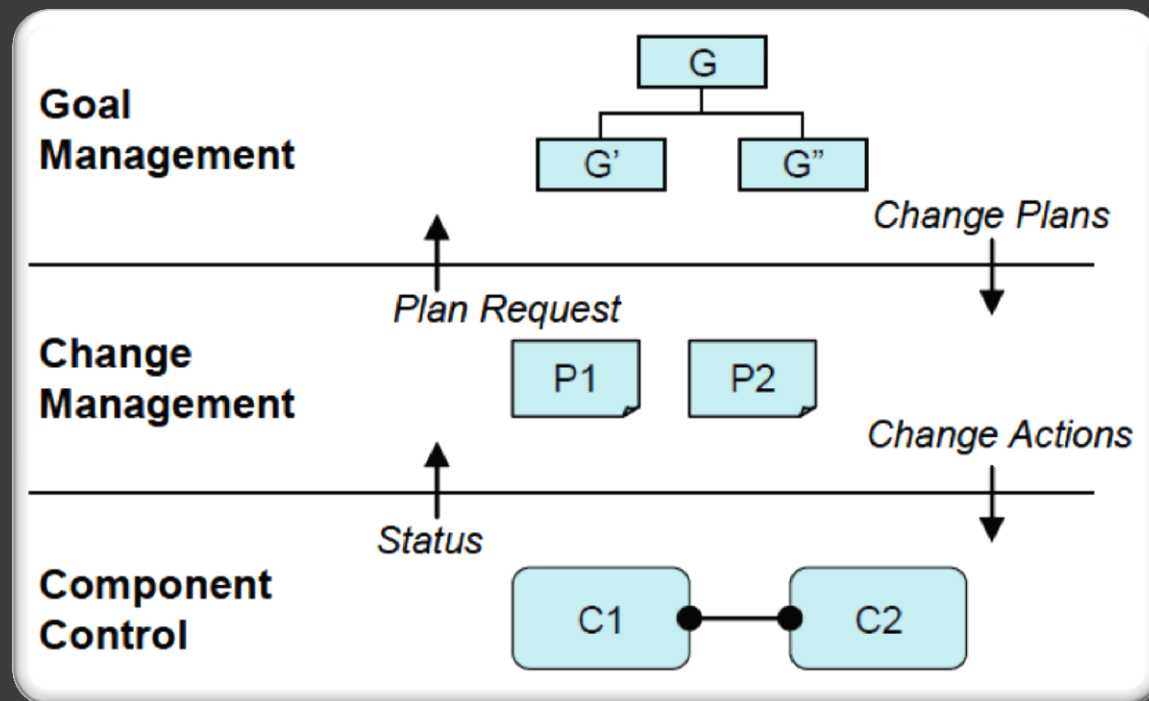 G
Goal
Management
G’
G”
Change Plans
Plan Request
Change
Management
P1
P2
Change Actions
Status
Component
Control
C1
C2